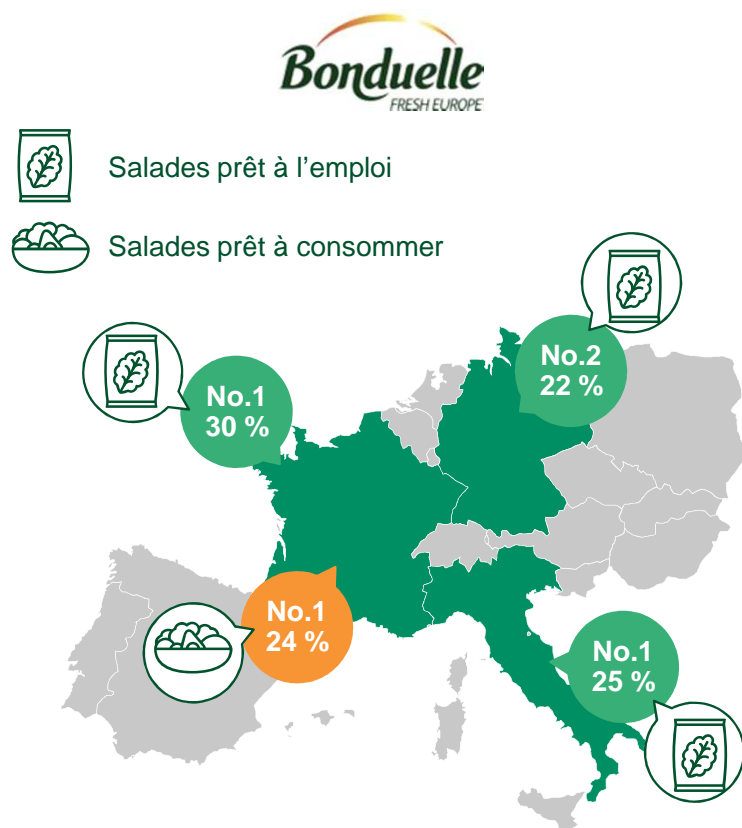 Bonduelle
FRESH EUROPE
Salades prêt à l'emploi
Salades prêt à consommer
No.2
22 %
No.1
30 %
No.1
24 %
No.1
25 %